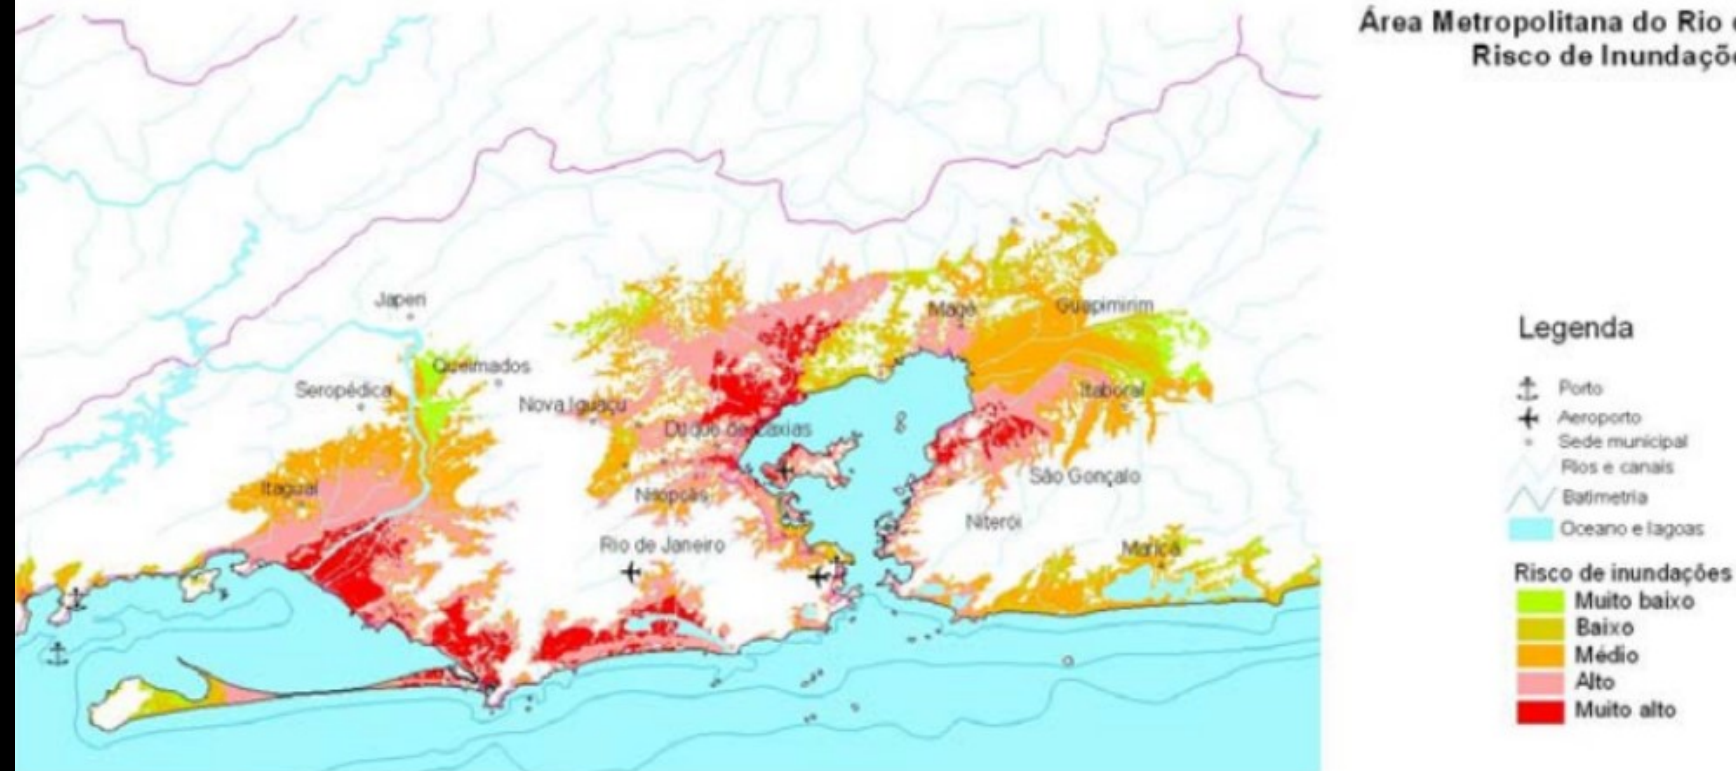 Área Metropolitana do Rio
Risco de Inundaçõ
Japeri
Queimados
Seropédica
Nova Iguaçu
Duque de Caxias
Magé
Guapimirim
Itaboraí
Itaguaí
Nilópolis
São Gonçalo
Niterói
Rio de Janeiro
Maricá
Legenda
Porto
Aeroporto
Sede municipal
Rios e canais
Batimetria
Oceano e lagoas
Risco de inundações
Muito baixo
Baixo
Médio
Alto
Muito alto